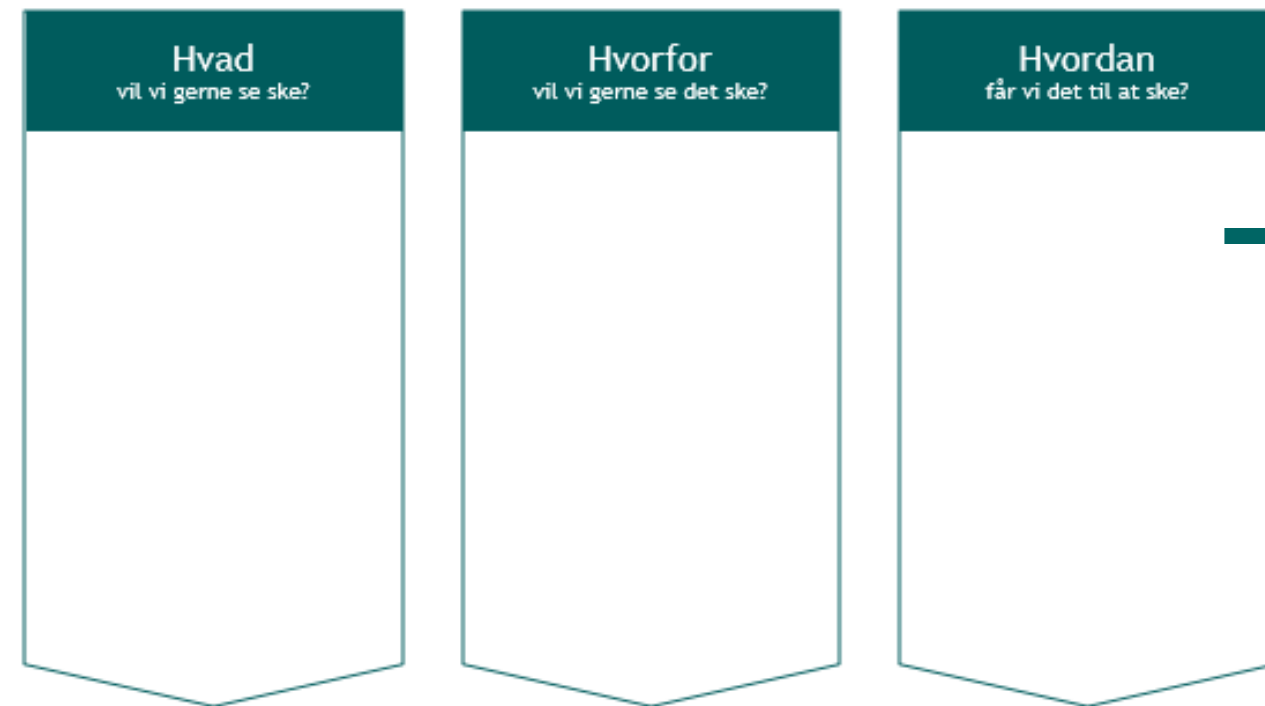 Hvad
vil vi gerne se ske?
Hvorfor
vil vi gerne se det ske?
Hvordan
får vi det til at ske?